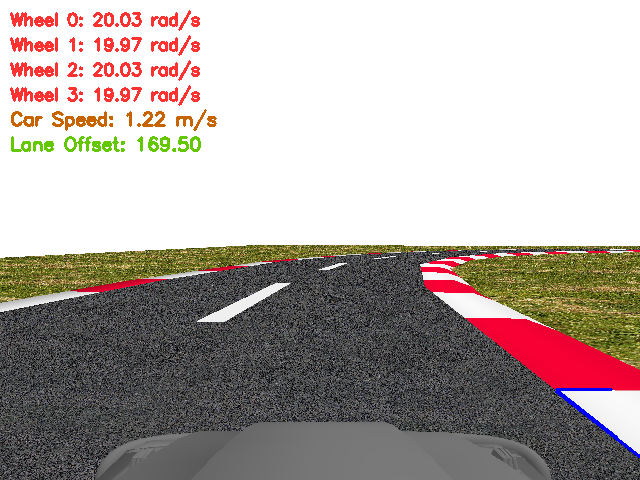 Wheel 0: 20.03 rad/s
Wheel 1: 19.97 rad/s
Wheel 2: 20.03 rad/s
Wheel 3: 19.97 rad/s
Car Speed: 1.22 m/s
Lane Offset: 169.50